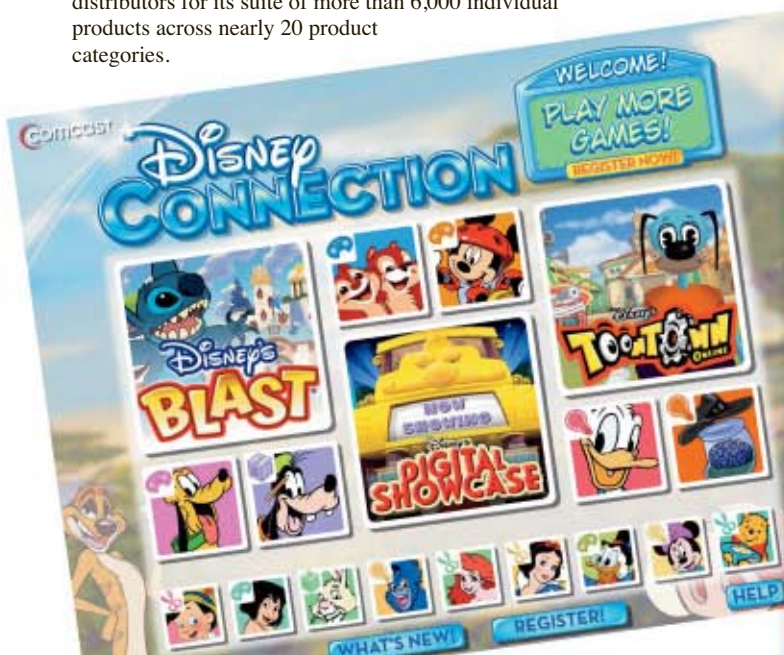 distributors for its suite of more than 6,000 individual
products across nearly 20 product
categories.
COMCAST
DISNEY
CONNECTION
WELCOME!
PLAY MORE
GAMES!
REGISTER NOW!
DISNEY'S
BLAST
NOW
SHOWING
Disney's
DIGITAL
SHOWCASE
Disney's
TOONTOWN
ONLINE
WHAT'S NEW!
REGISTER!
HELP